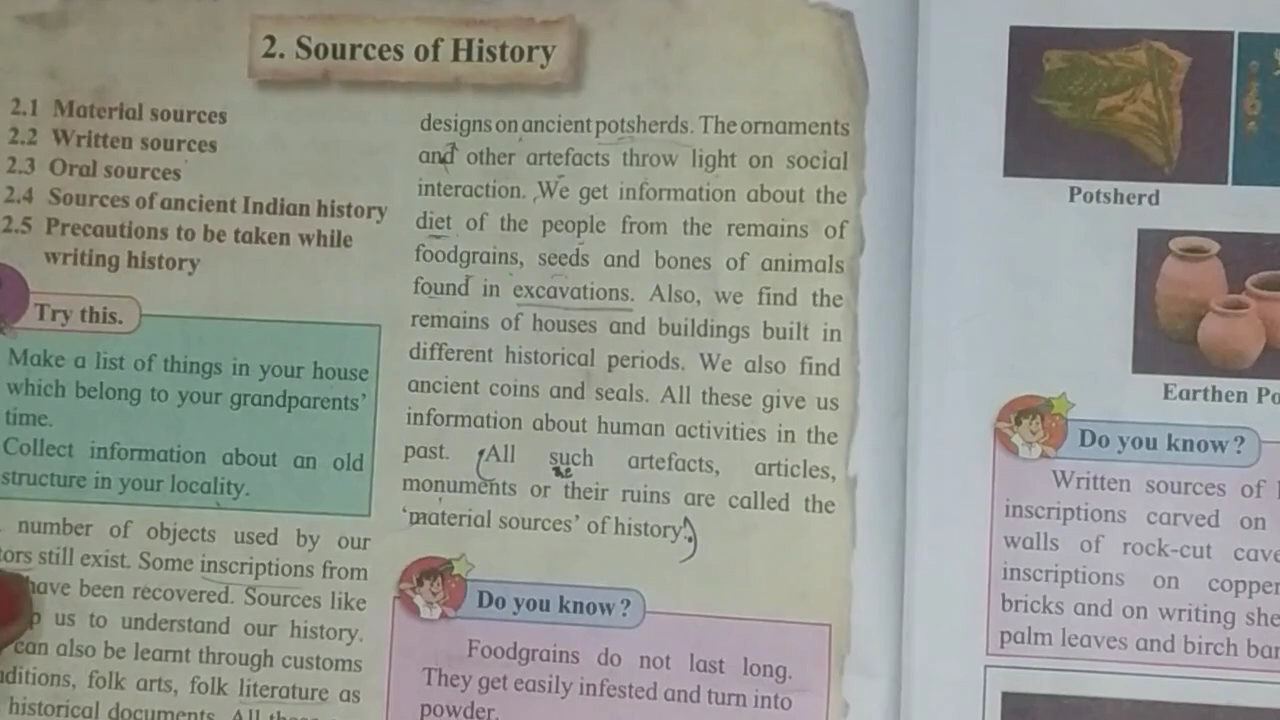 2. Sources of History
2.1 Material sources
2.2 Written sources
2.3 Oral sources
2.4 Sources of ancient Indian history
2.5 Precautions to be taken while
writing history
Try this.
Make a list of things in your house
which belong to your grandparents'
time.
Collect information about an old
structure in your locality.
number of objects used by our
still exist. Some inscriptions from
have been recovered. Sources like
us to understand our history.
can also be learnt through customs
folk arts, folk literature as
historical documents. All
designs on ancient potsherds. The ornaments
and other artefacts throw light on social
interaction. We get information about the
diet of the people from the remains of
foodgrains, seeds and bones of animals
found in excavations. Also, we find the
remains of houses and buildings built in
different historical periods. We also find
ancient coins and seals. All these give us
information about human activities in the
past. All such artefacts, articles,
the
monuments or their ruins are called the
'material sources' of history.
Do you know?
Foodgrains do not last long.
They get easily infested and turn into
powder.
Potsherd
Earthen
Do you know?
Written sources of
inscriptions carved on
walls of rock-cut
inscriptions on
bricks and on writing
palm leaves and birch